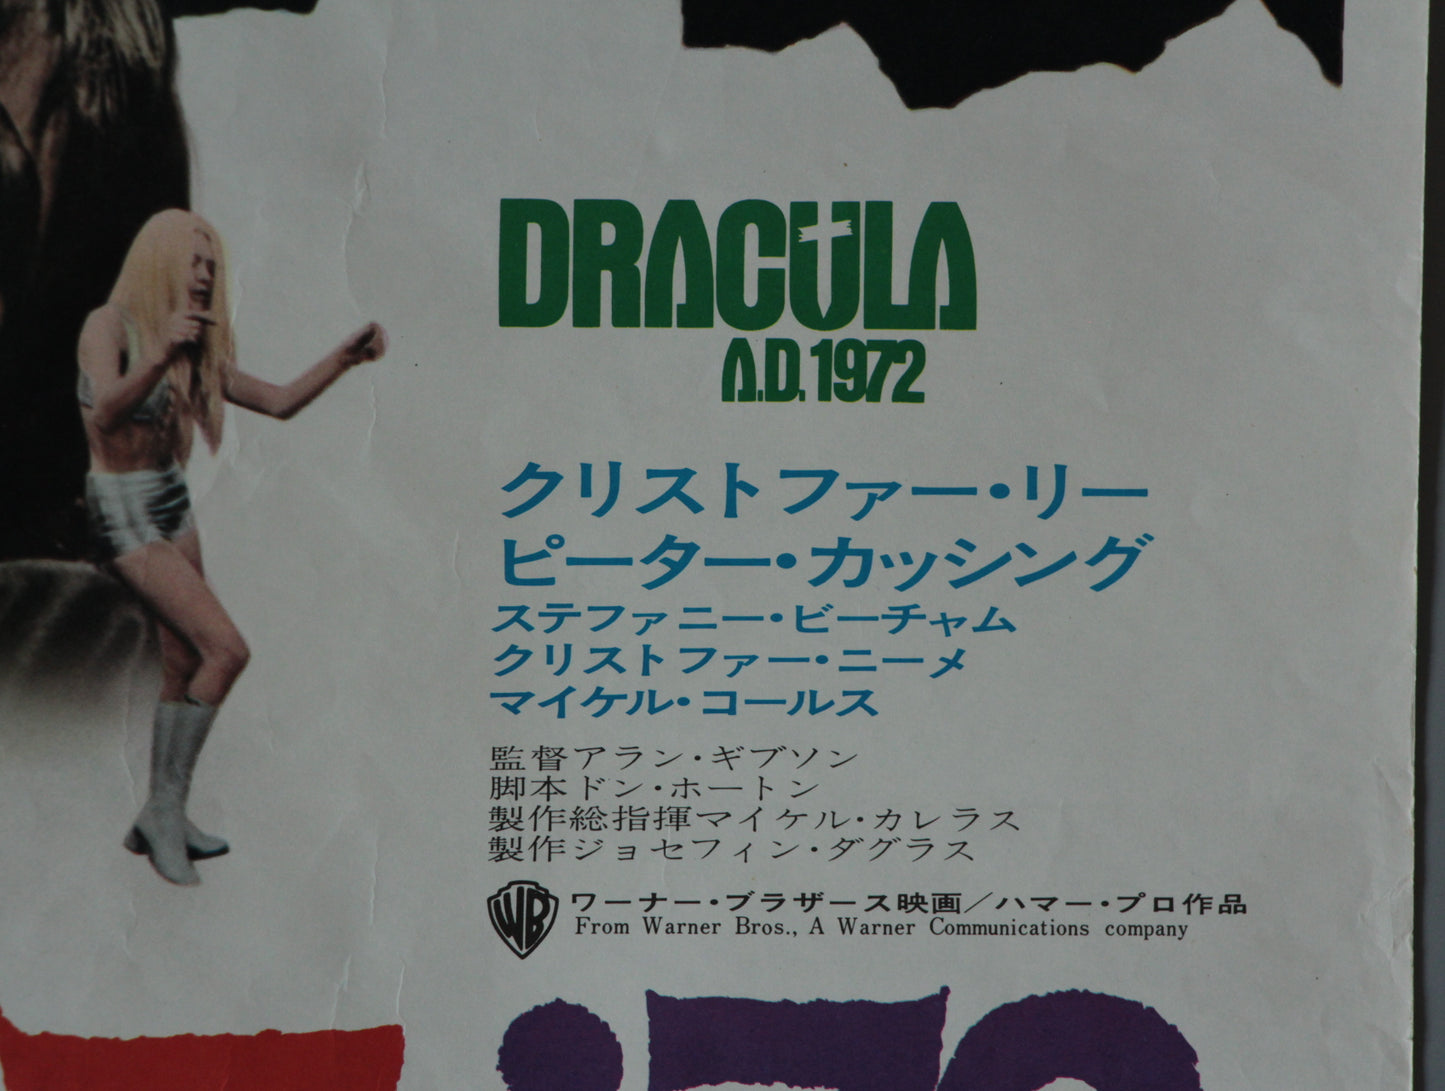 DRACULA
A.D. 1972
クリストファー・リー
ピーター・カッシング
ステファニー・ビーチャム
クリストファー・ニーメ
マイケル・コールス
監督アラン・ギブソン
脚本ドン・ホートン
製作総指揮マイケル・カレラス
製作ジョセフィン・ダグラス
WB
ワーナー・ブラザース映画／ハマー・プロ作品
From Warner Bros., A Warner Communications company